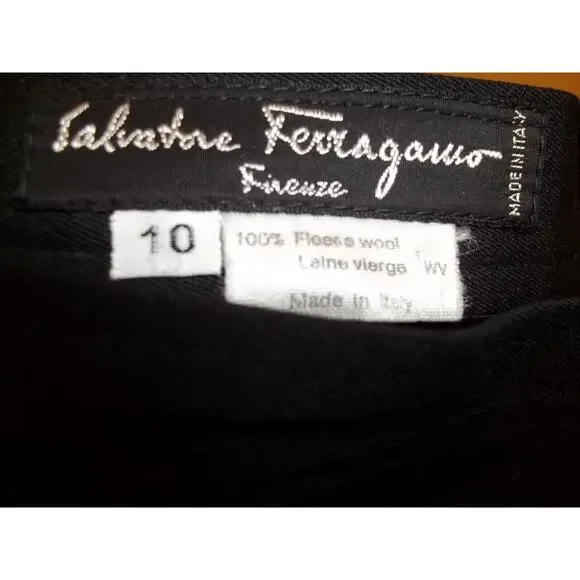 Salvatore Ferragamo
Firenze
MADE IN ITALY
10
100% Fleece wool
Laine vierge WV
Made in Italy